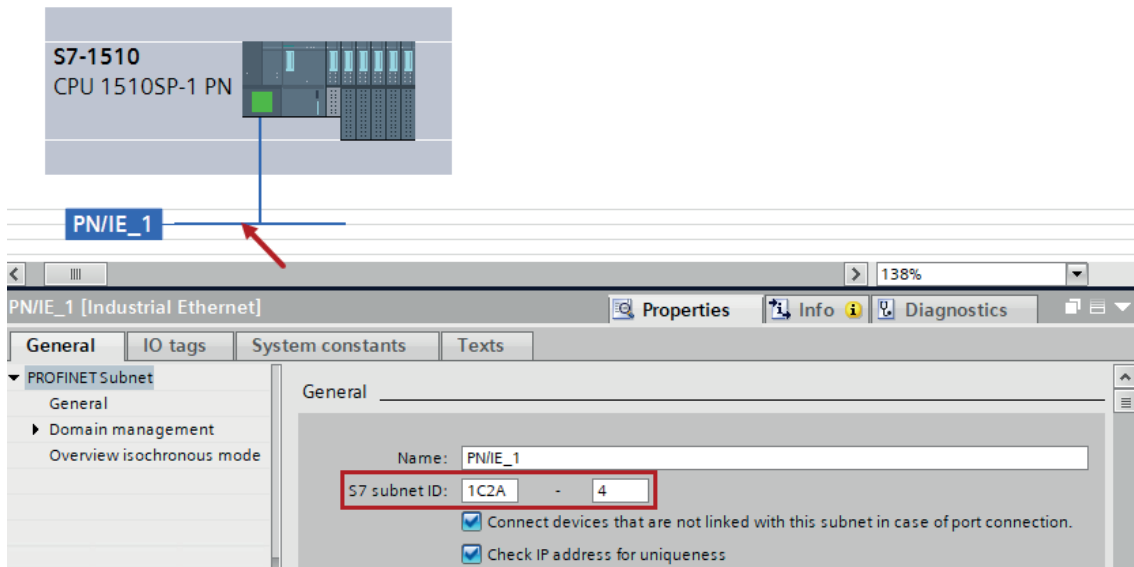 S7-1510
CPU 1510SP-1 PN
PN/IE_1
138%
PN/IE_1 [Industrial Ethernet]
Properties Info Diagnostics
General IO tags System constants Texts
PROFINET Subnet
General
Domain management
Overview isochronous mode
General
Name: PN/IE_1
S7 subnet ID: 1C2A - 4
Connect devices that are not linked with this subnet in case of port connection.
Check IP address for uniqueness